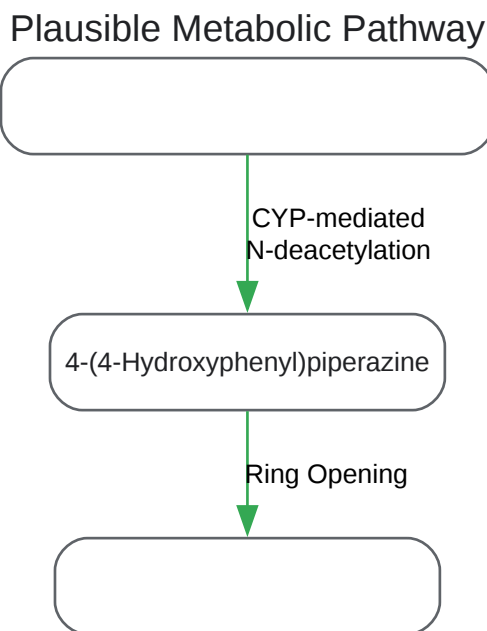 Plausible Metabolic Pathway
CYP-mediated
N-deacetylation
4-(4-Hydroxyphenyl)piperazine
Ring Opening